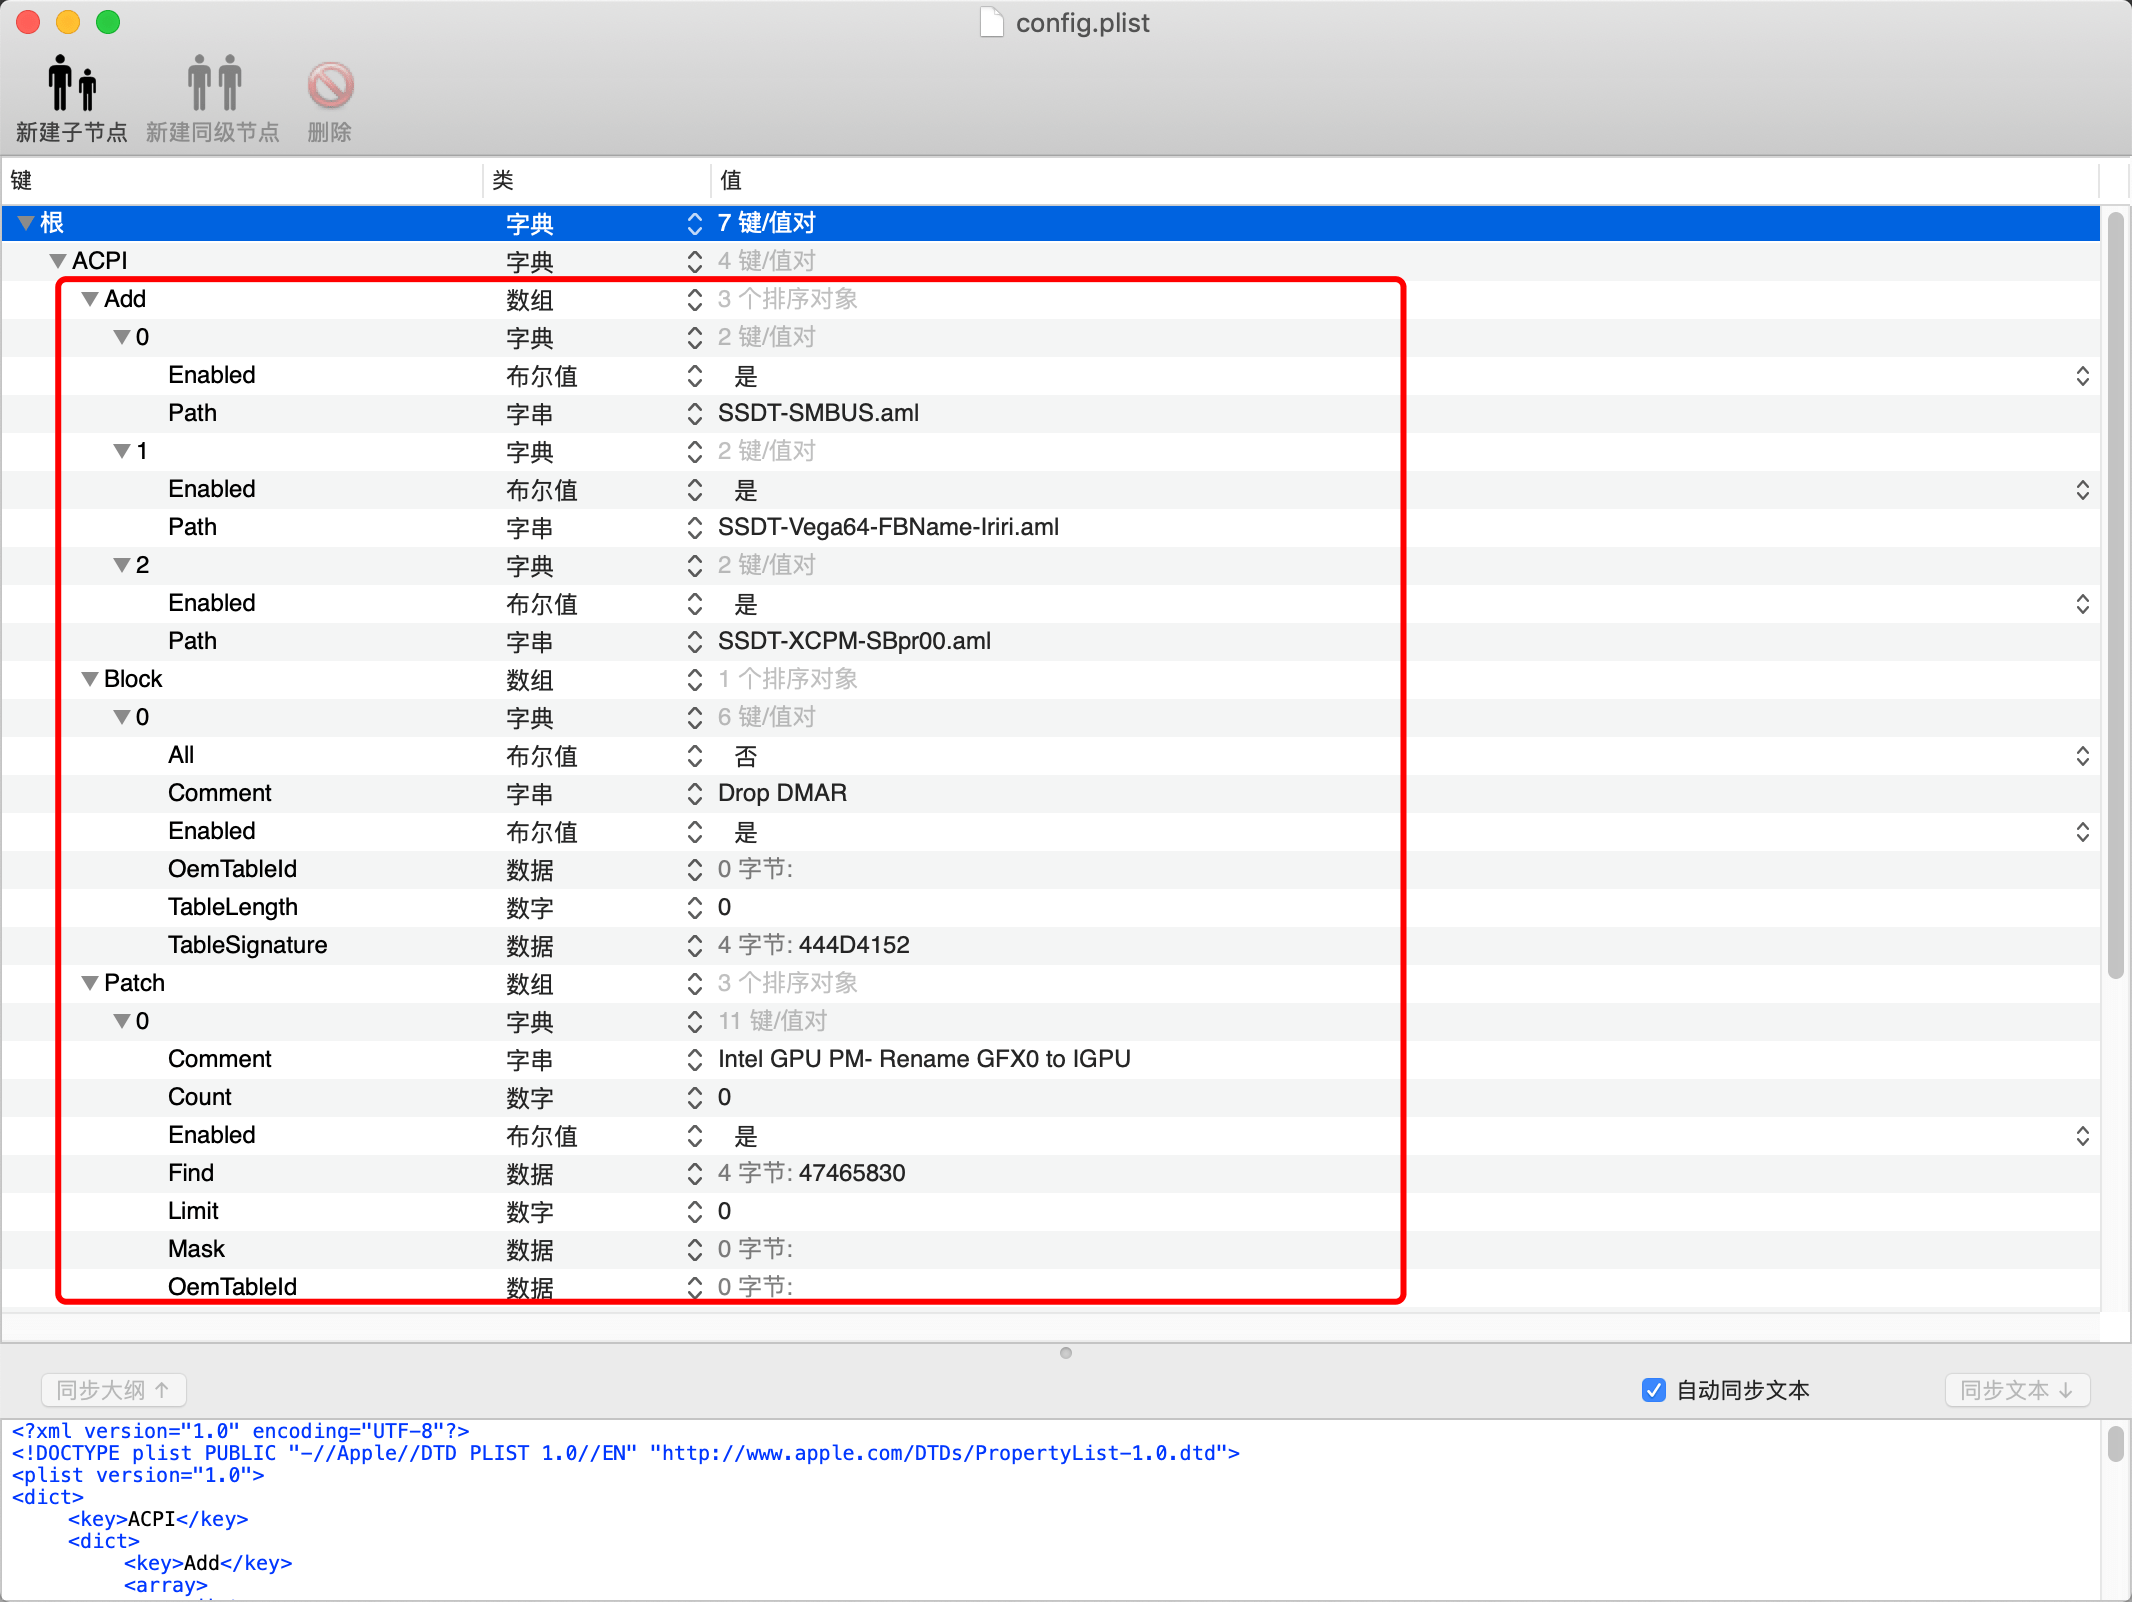 config.plist
新建子节点 新建同级节点 删除
键 类 值
根 字典 7 键/值对
ACPI 字典 4 键/值对
Add 数组 3 个排序对象
0 字典 2 键/值对
Enabled 布尔值 是
Path 字串 SSDT-SMBUS.aml
1 字典 2 键/值对
Enabled 布尔值 是
Path 字串 SSDT-Vega64-FBName-Iriri.aml
2 字典 2 键/值对
Enabled 布尔值 是
Path 字串 SSDT-XCPM-SBpr00.aml
Block 数组 1 个排序对象
0 字典 6 键/值对
All 布尔值 否
Comment 字串 Drop DMAR
Enabled 布尔值 是
OemTableId 数据 0 字节:
TableLength 数字 0
TableSignature 数据 4 字节: 444D4152
Patch 数组 3 个排序对象
0 字典 11 键/值对
Comment 字串 Intel GPU PM- Rename GFX0 to IGPU
Count 数字 0
Enabled 布尔值 是
Find 数据 4 字节: 47465830
Limit 数字 0
Mask 数据 0 字节:
OemTableId 数据 0 字节:
同步大纲 ↑ 自动同步文本 同步文本 ↓
<?xml version="1.0" encoding="UTF-8"?>
<!DOCTYPE plist PUBLIC "-//Apple//DTD PLIST 1.0//EN" "http://www.apple.com/DTDs/PropertyList-1.0.dtd">
<plist version="1.0">
<dict>
<key>ACPI</key>
<dict>
<key>Add</key>
<array>